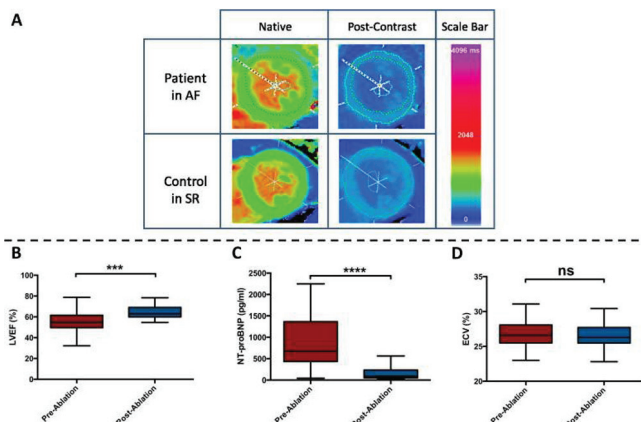 A
Native
Post-Contrast
Scale Bar
Patient
in AF
Control
in SR
4096 ms
2048
0
B
***
LVEF (%)
100
80
60
40
20
0
Pre-Ablation
Post-Ablation
C
****
NT-proBNP (pg/ml)
2500
2000
1500
1000
500
0
Pre-Ablation
Post-Ablation
D
ns
ECV (%)
35
30
25
20
Pre-Ablation
Post-Ablation